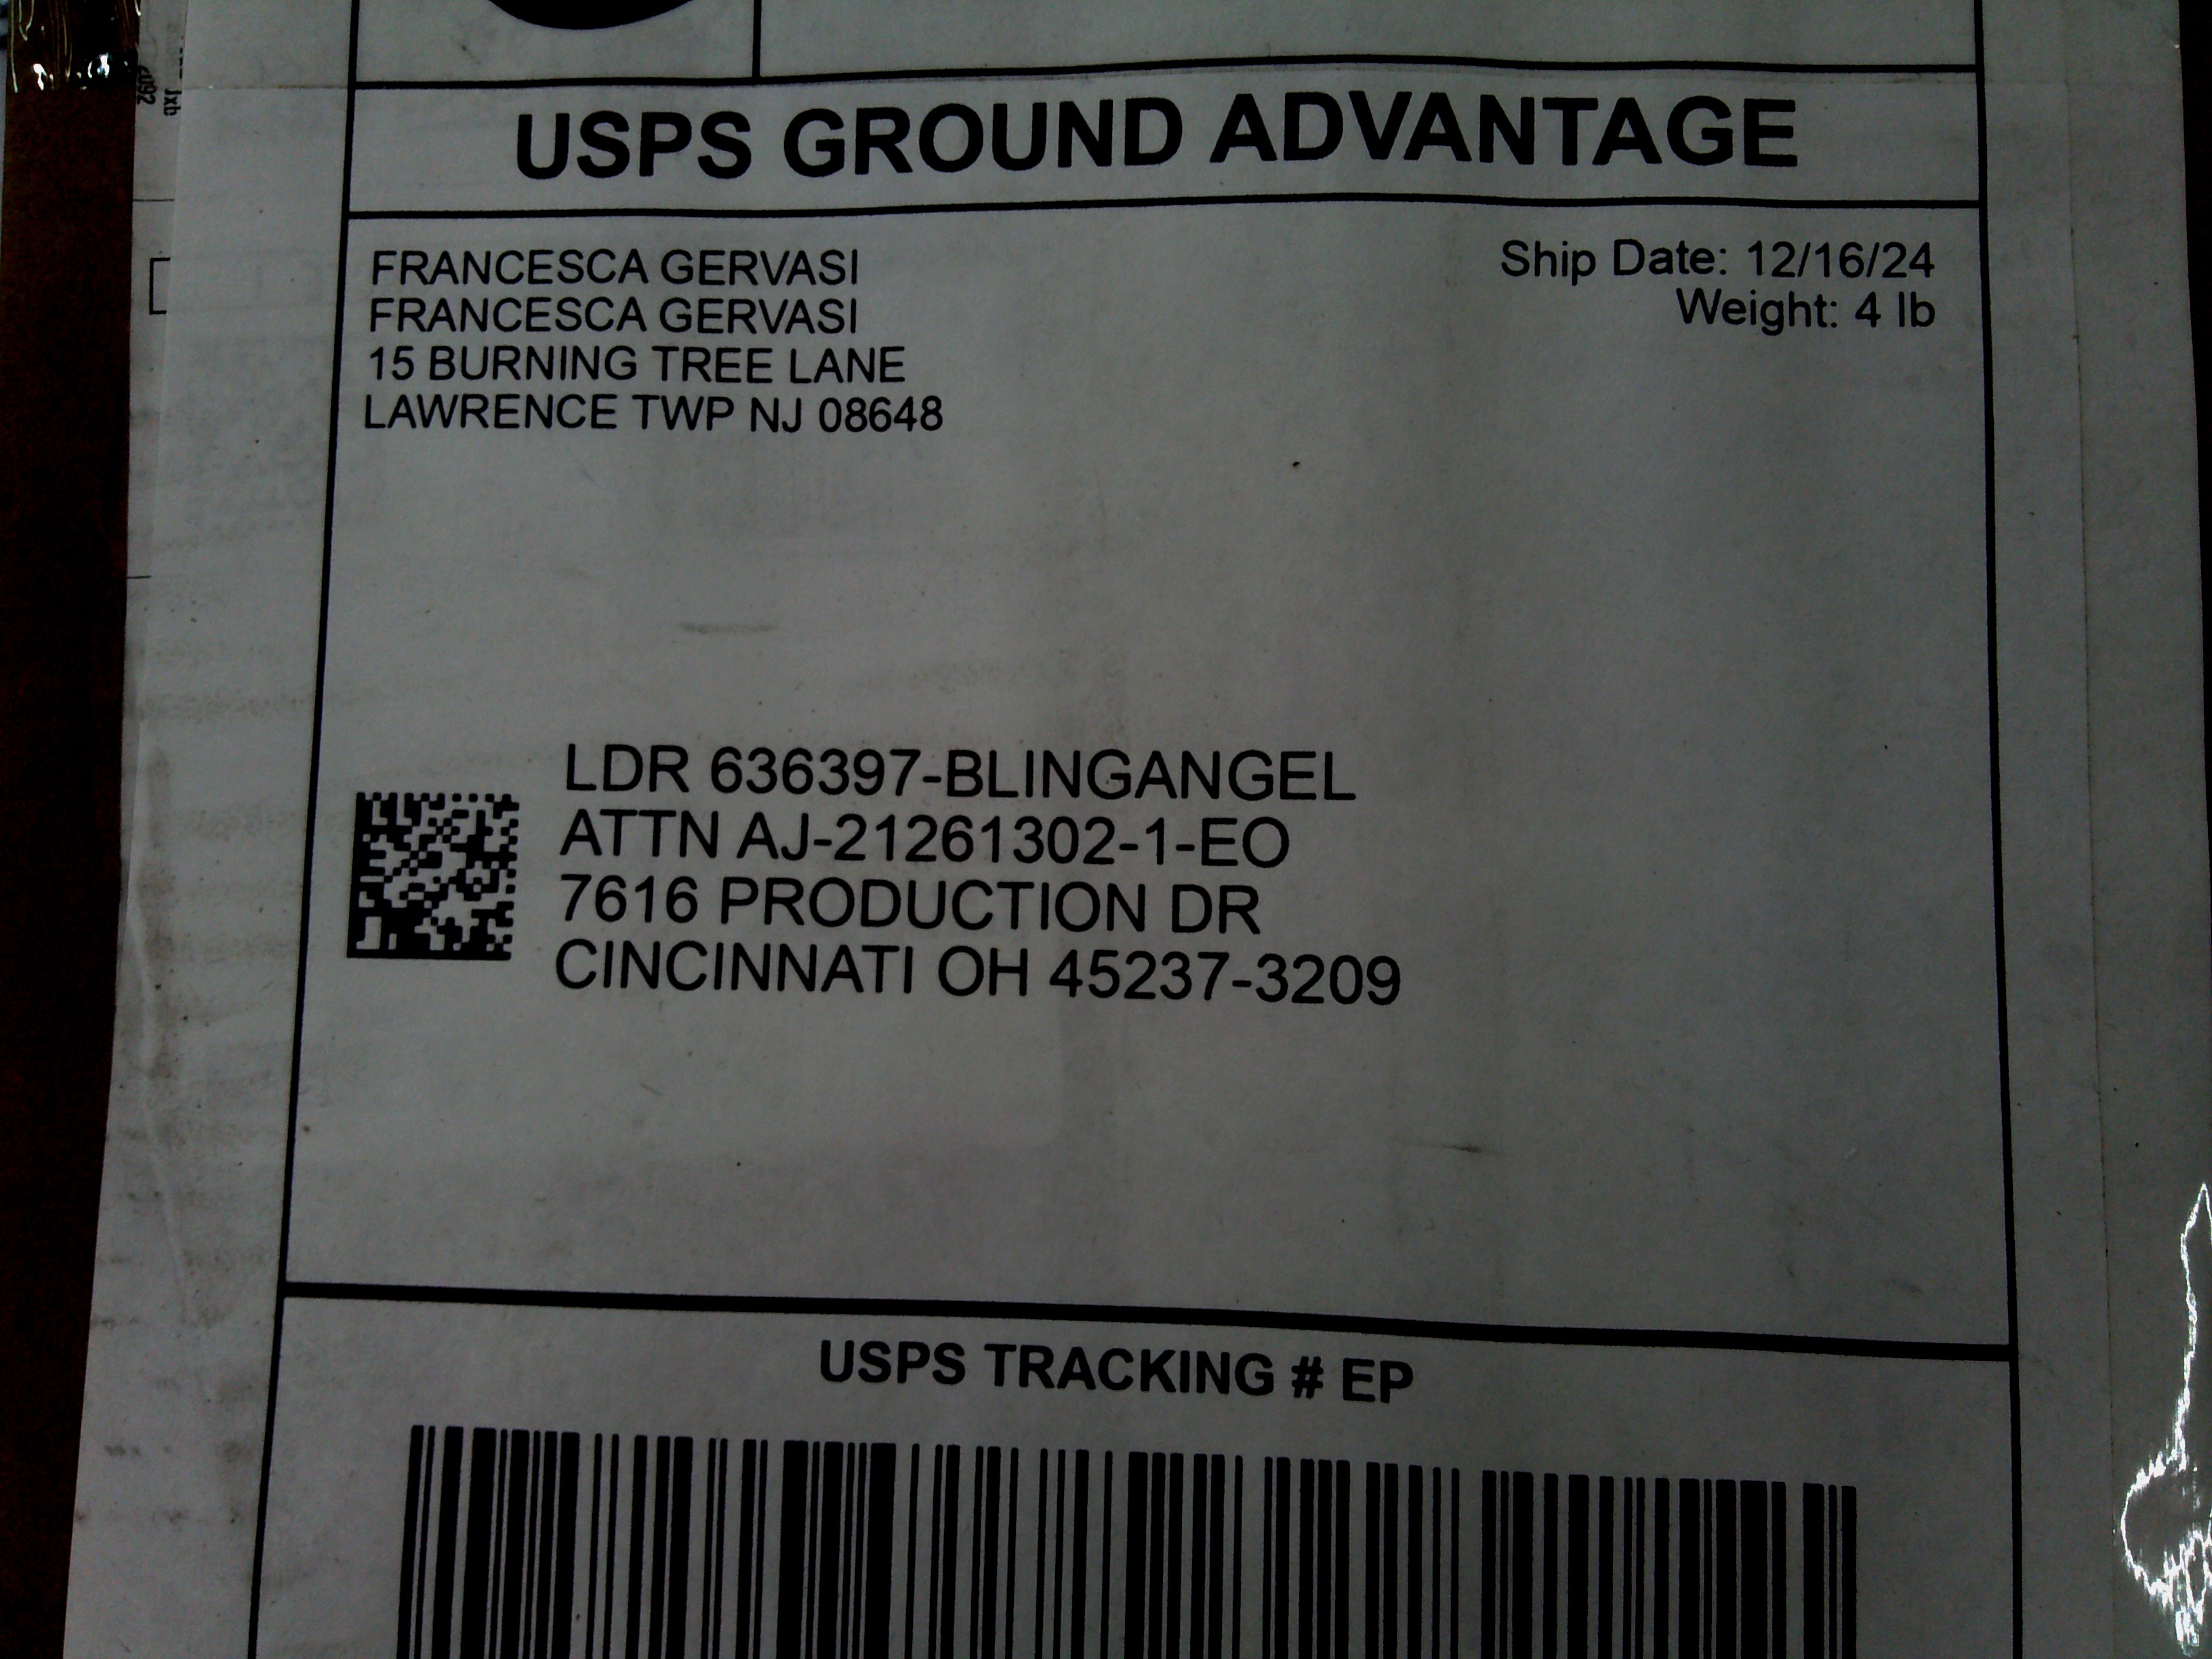 USPS GROUND ADVANTAGE
FRANCESCA GERVASI
FRANCESCA GERVASI
15 BURNING TREE LANE
LAWRENCE TWP NJ 08648
Ship Date: 12/16/24
Weight: 4 lb
LDR 636397-BLINGANGEL
ATTN AJ-21261302-1-EO
7616 PRODUCTION DR
CINCINNATI OH 45237-3209
USPS TRACKING # EP